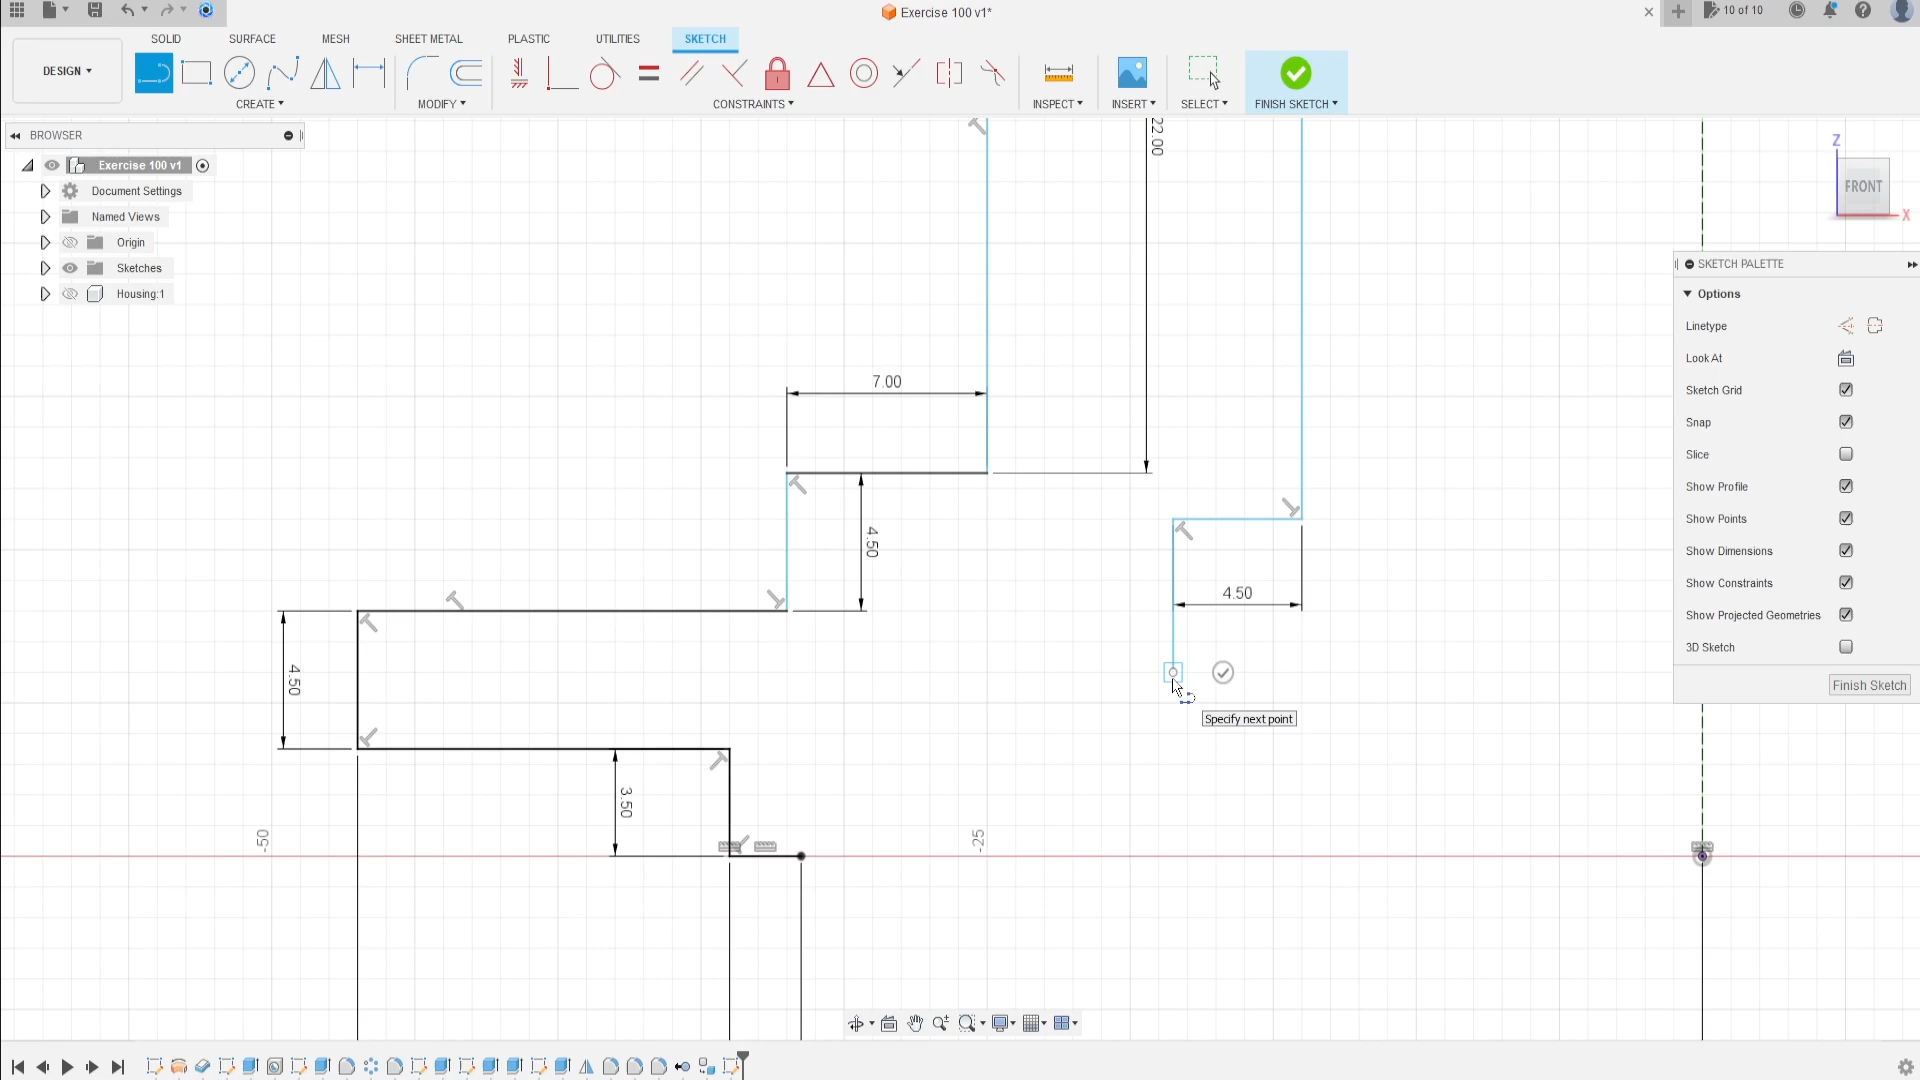 Exercise 100 v1*
10 of 10
SOLID SURFACE MESH SHEET METAL PLASTIC UTILITIES SKETCH
DESIGN
CREATE MODIFY CONSTRAINTS INSPECT INSERT SELECT FINISH SKETCH
BROWSER
Exercise 100 v1
Document Settings
Named Views
Origin
Sketches
Housing:1
22.00
7.00
4.50
4.50
4.50
3.50
-50
-25
Specify next point
Z
FRONT
X
SKETCH PALETTE
Options
Linetype
Look At
Sketch Grid
Snap
Slice
Show Profile
Show Points
Show Dimensions
Show Constraints
Show Projected Geometries
3D Sketch
Finish Sketch